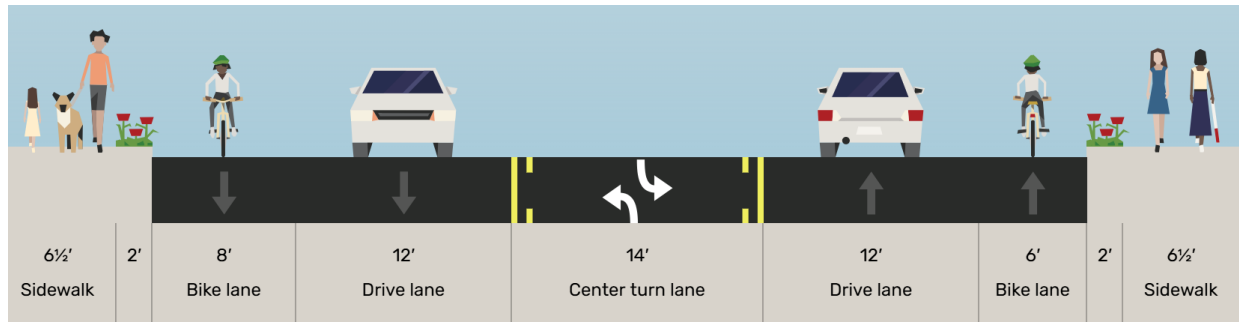 6½′ 2′ 8′ 12′ 14′ 12′ 6′ 2′ 6½′
Sidewalk Bike lane Drive lane Center turn lane Drive lane Bike lane Sidewalk